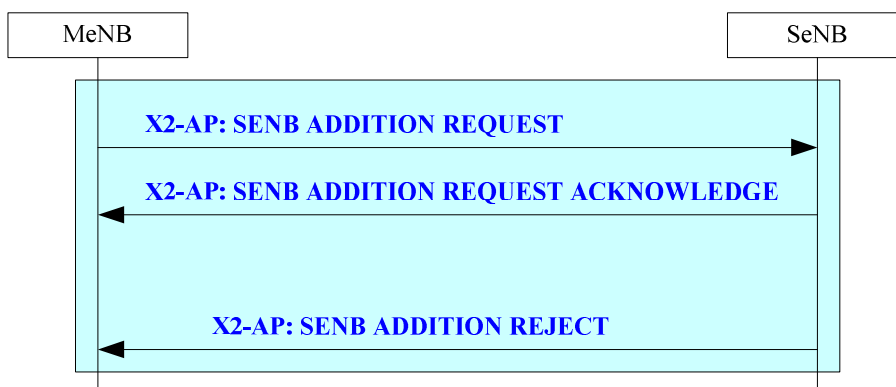 MeNB
SeNB
X2-AP: SENB ADDITION REQUEST
X2-AP: SENB ADDITION REQUEST ACKNOWLEDGE
X2-AP: SENB ADDITION REJECT